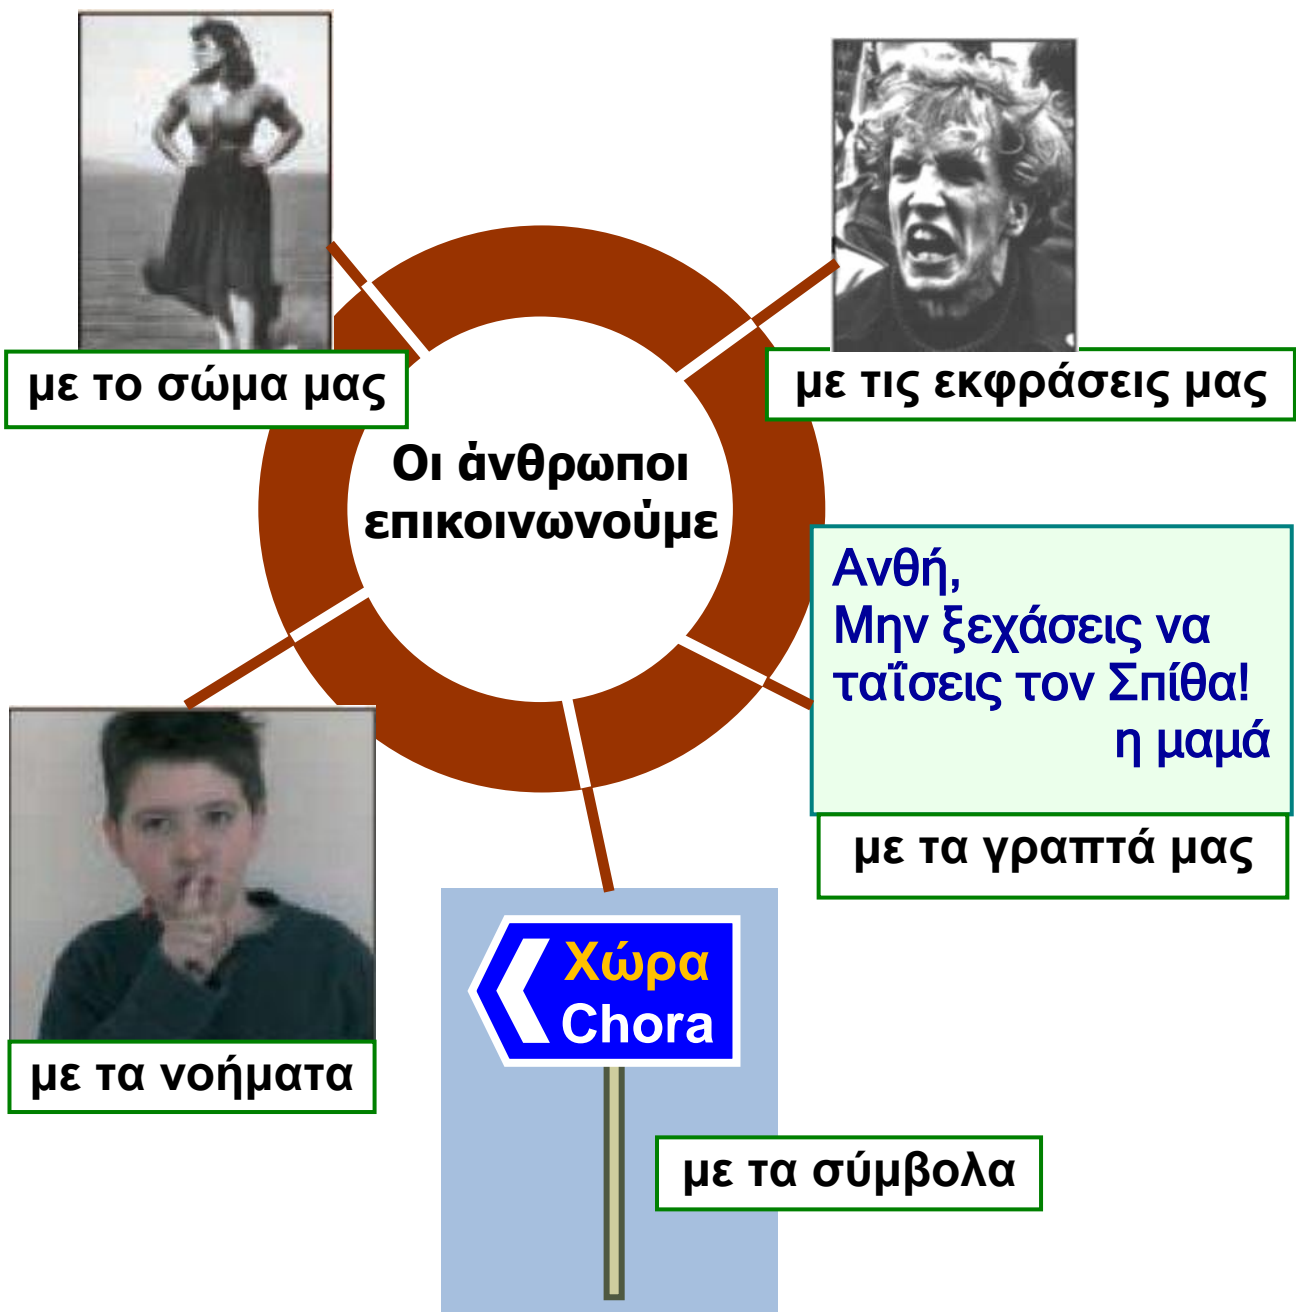 με το σώμα μας
με τις εκφράσεις μας
Οι άνθρωποι
επικοινωνούμε
Ανθή,
Μην ξεχάσεις να
ταΐσεις τον Σπίθα!
η μαμά
με τα γραπτά μας
Χώρα
Chora
με τα νοήματα
με τα σύμβολα